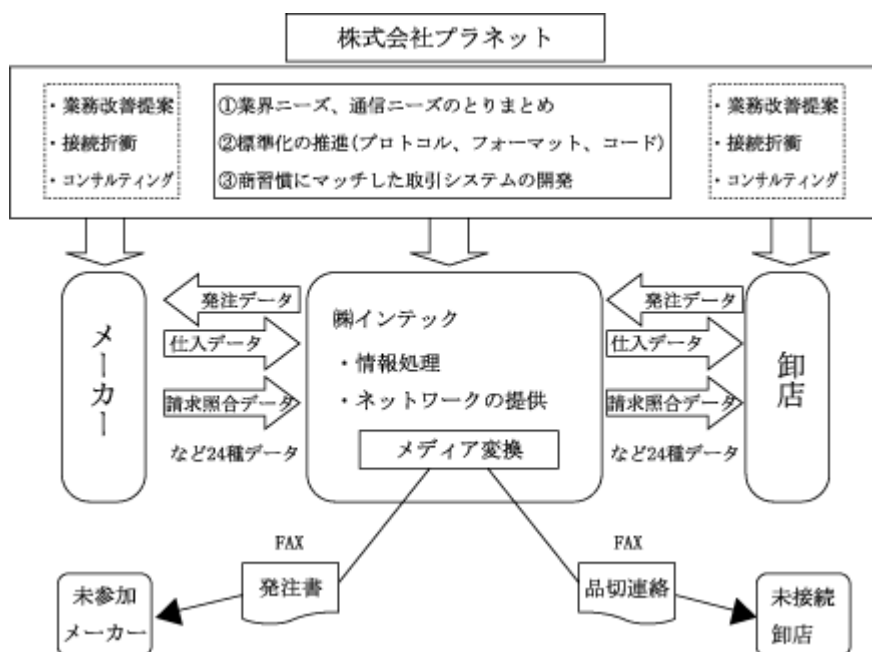 株式会社プラネット
・業務改善提案
・接続折衝
・コンサルティング
①業界ニーズ、通信ニーズのとりまとめ
②標準化の推進(プロトコル、フォーマット、コード)
③商習慣にマッチした取引システムの開発
・業務改善提案
・接続折衝
・コンサルティング
メーカー
発注データ
仕入データ
請求照合データ
など24種データ
㈱インテック
・情報処理
・ネットワークの提供
メディア変換
発注データ
仕入データ
請求照合データ
など24種データ
卸店
FAX
発注書
FAX
品切連絡
未参加
メーカー
未接続
卸店